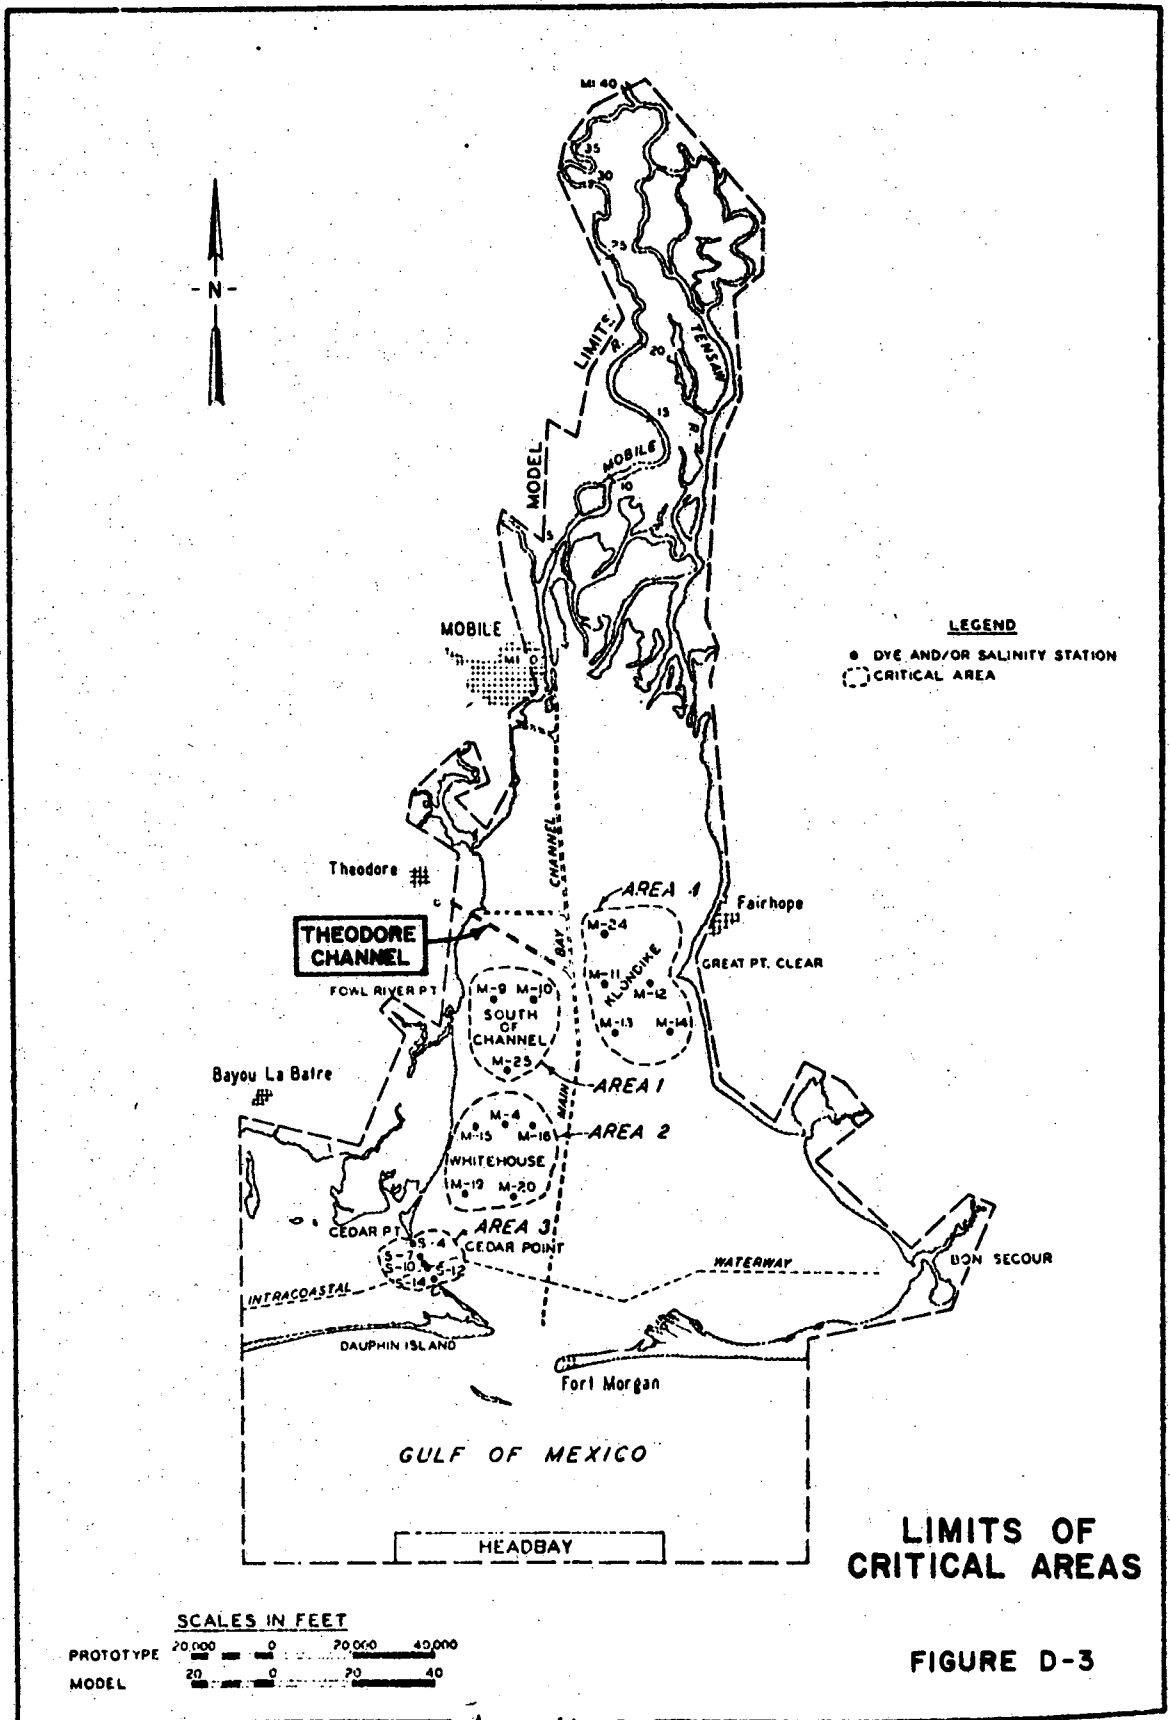 MI 40
35
30
25
- N -
LIMITS
R.
20
TENSAW
15
R.
MODEL
MOBILE
10
5
MOBILE
MI 0
LEGEND
DYE AND/OR SALINITY STATION
CRITICAL AREA
CHANNEL
Theodore
AREA 4
Fairhope
M-24
THEODORE
CHANNEL
BAY
KLONDIKE
GREAT PT. CLEAR
M-11
M-12
FOWL RIVER PT.
M-9 M-10
SOUTH
OF
CHANNEL
M-13 M-14
M-25
Bayou La Batre
AREA 1
MAIN
M-4
M-15 M-16
AREA 2
WHITEHOUSE
M-19 M-20
CEDAR PT.
AREA 3
S-4
CEDAR POINT
S-7
S-10 S-12
S-14
WATERWAY
BON SECOUR
INTRACOASTAL
DAUPHIN ISLAND
Fort Morgan
GULF OF MEXICO
HEADBAY
LIMITS OF
CRITICAL AREAS
SCALES IN FEET
PROTOTYPE 20,000 0 20,000 40,000
MODEL 20 0 20 40
FIGURE D-3